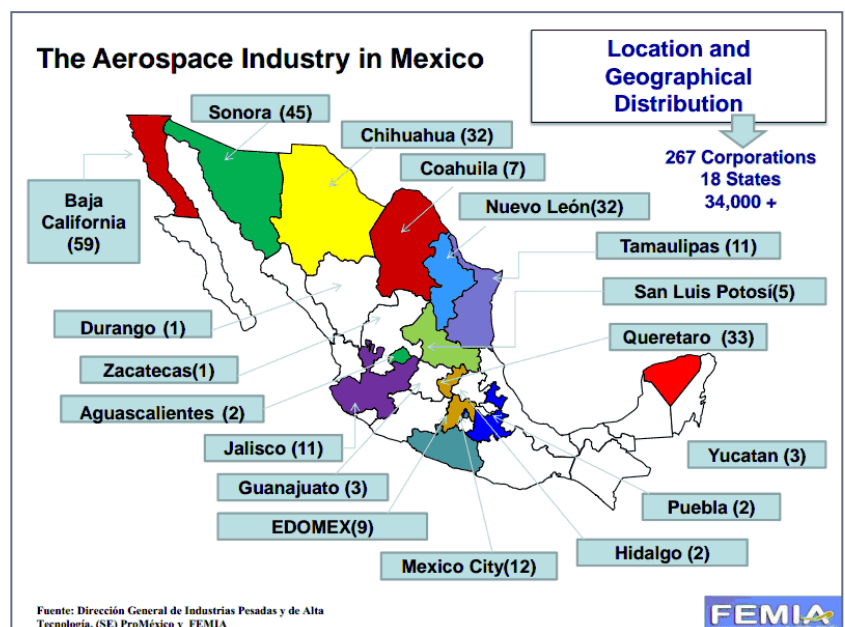 The Aerospace Industry in Mexico
Location and
Geographical
Distribution
267 Corporations
18 States
34,000 +
Sonora (45)
Chihuahua (32)
Coahuila (7)
Baja
California
(59)
Nuevo León(32)
Tamaulipas (11)
San Luis Potosí(5)
Durango (1)
Queretaro (33)
Zacatecas(1)
Aguascalientes (2)
Jalisco (11)
Yucatan (3)
Guanajuato (3)
Puebla (2)
EDOMEX(9)
Hidalgo (2)
Mexico City(12)
Fuente: Dirección General de Industrias Pesadas y de Alta
Tecnología, (SE) ProMéxico y FEMIA
FEMIA